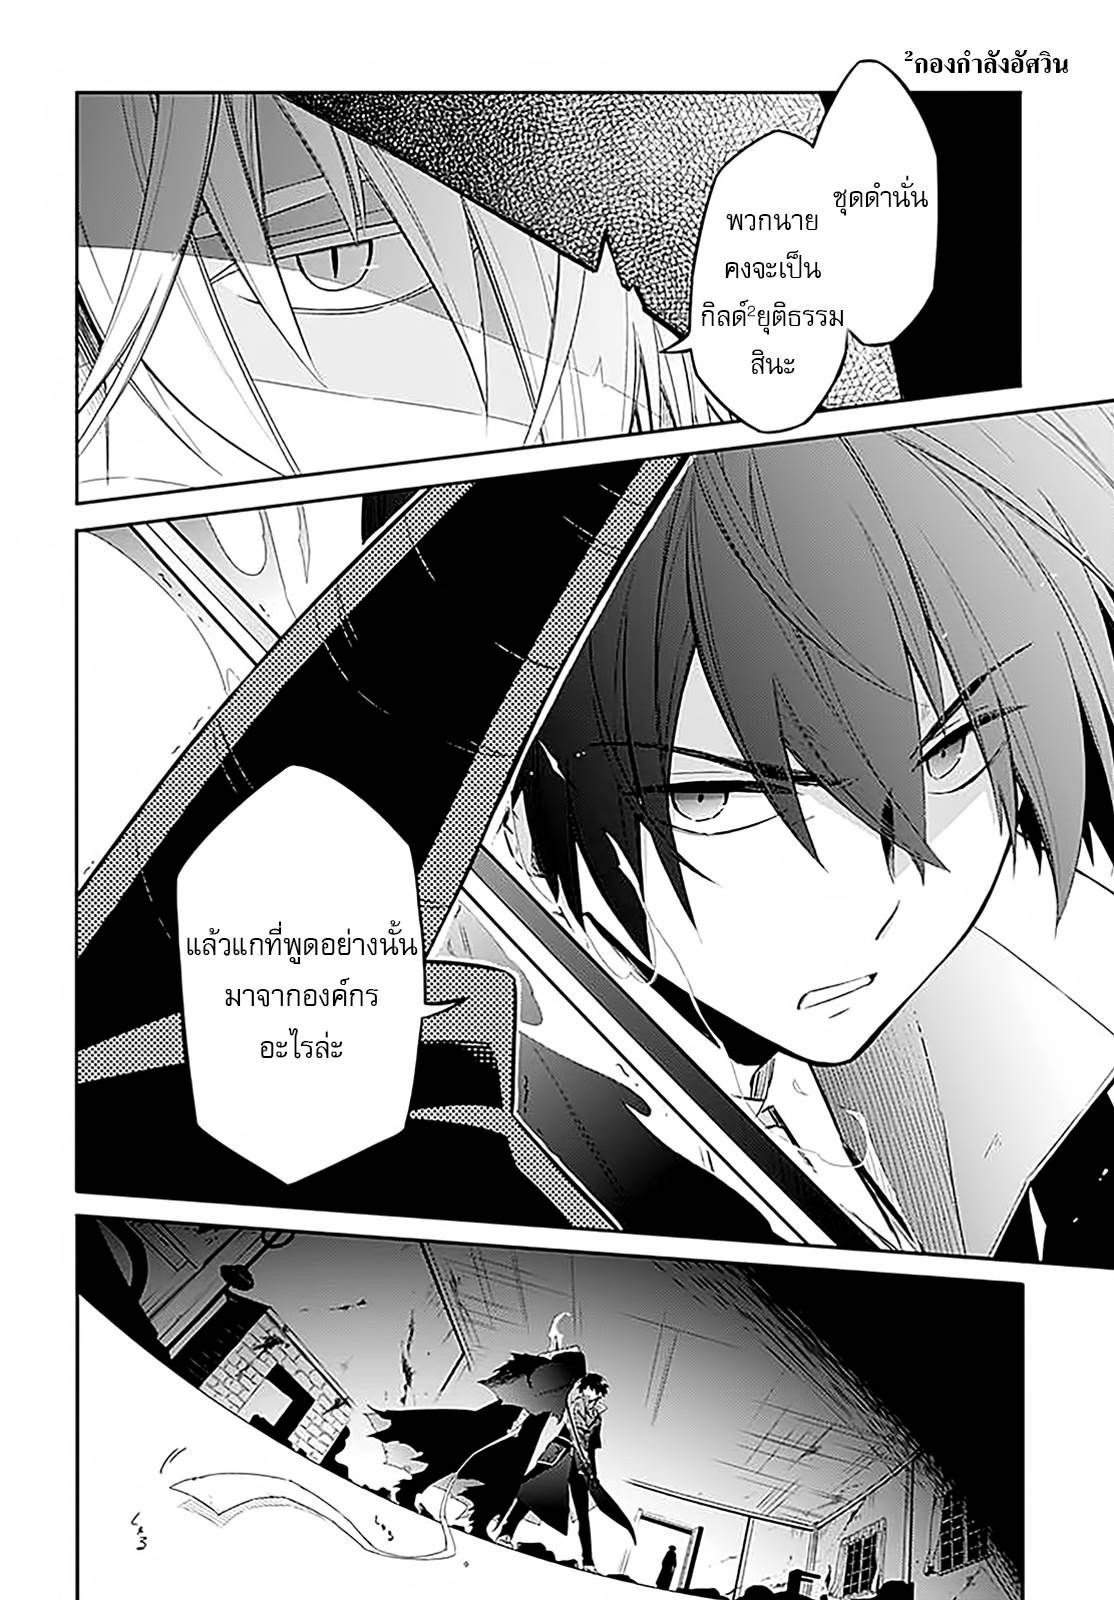 ²กองกำลังอัศวิน
ชุดดำนั่น
พวกนาย
คงจะเป็น
กิลด์²ยุติธรรม
สินะ
แล้วแกที่พูดอย่างนั้น
มาจากองค์กร
อะไรล่ะ